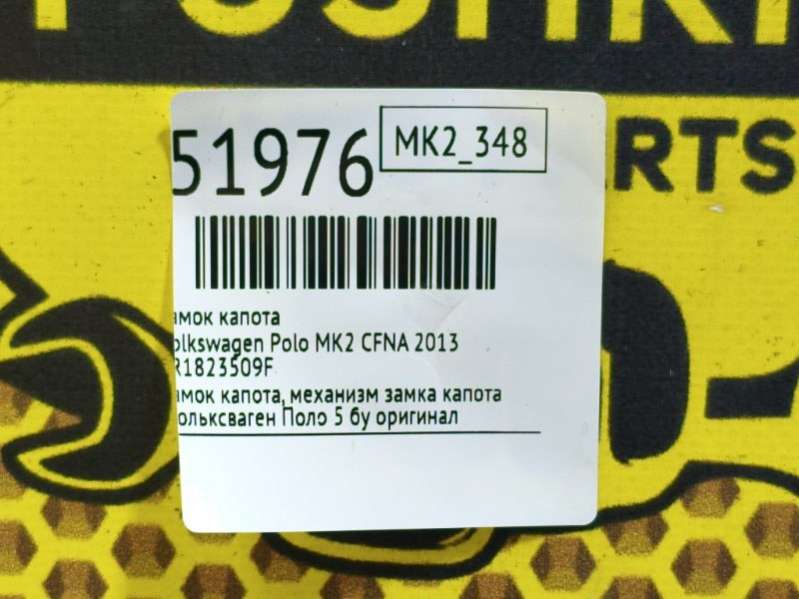 51976
MK2_348
ARTS
амок капота
olkswagen Polo MK2 CFNA 2013
R1823509F
амок капота, механизм замка капота
ольксваген Поло 5 бу оригинал